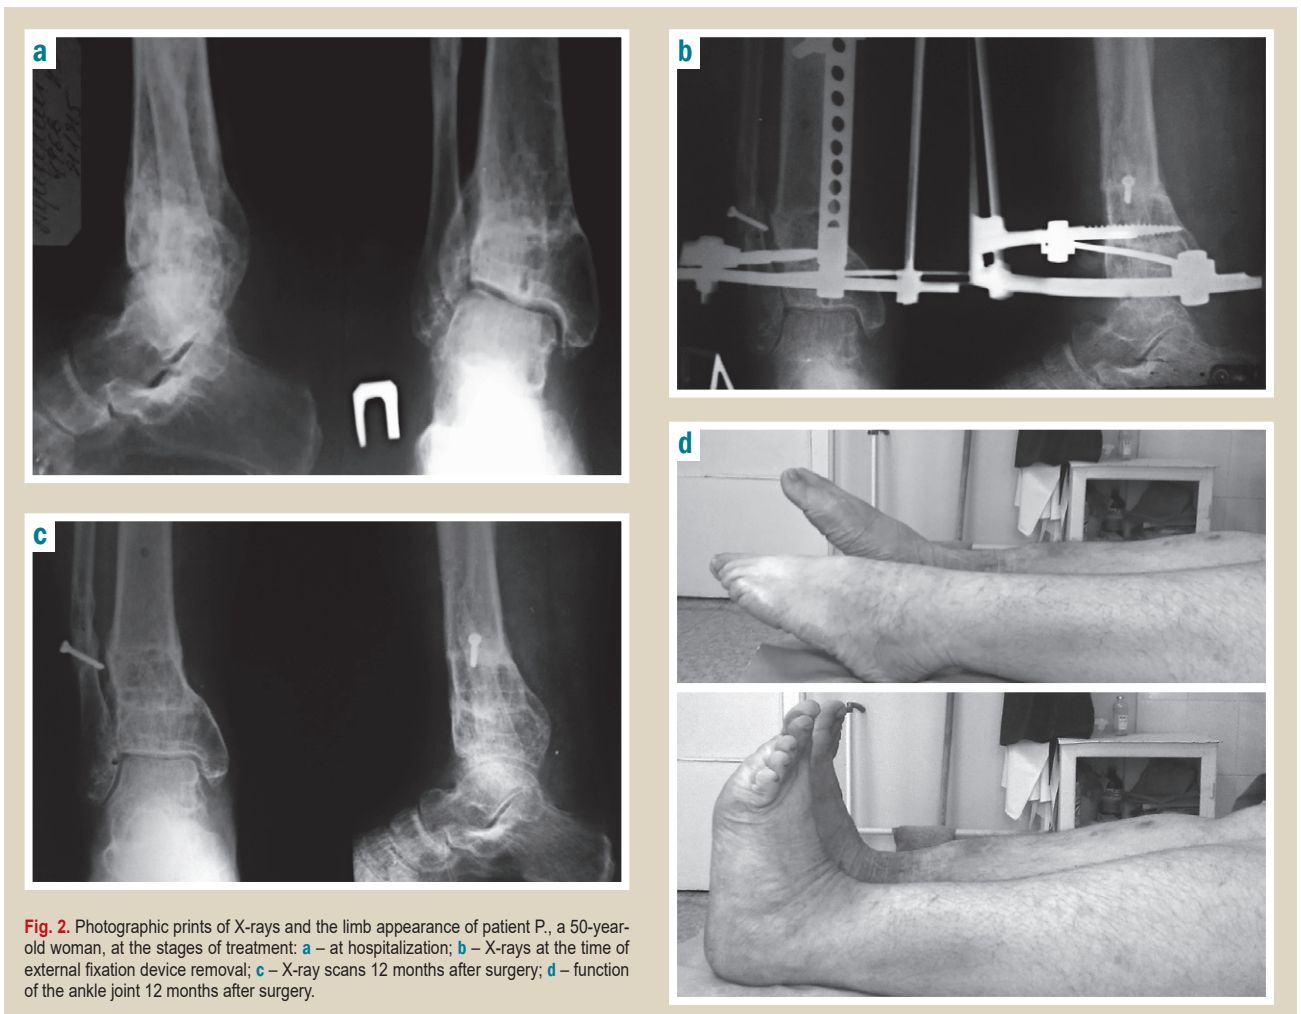 a
b
П
d
c
Fig. 2. Photographic prints of X-rays and the limb appearance of patient P., a 50-year-
old woman, at the stages of treatment: a – at hospitalization; b – X-rays at the time of
external fixation device removal; c – X-ray scans 12 months after surgery; d – function
of the ankle joint 12 months after surgery.